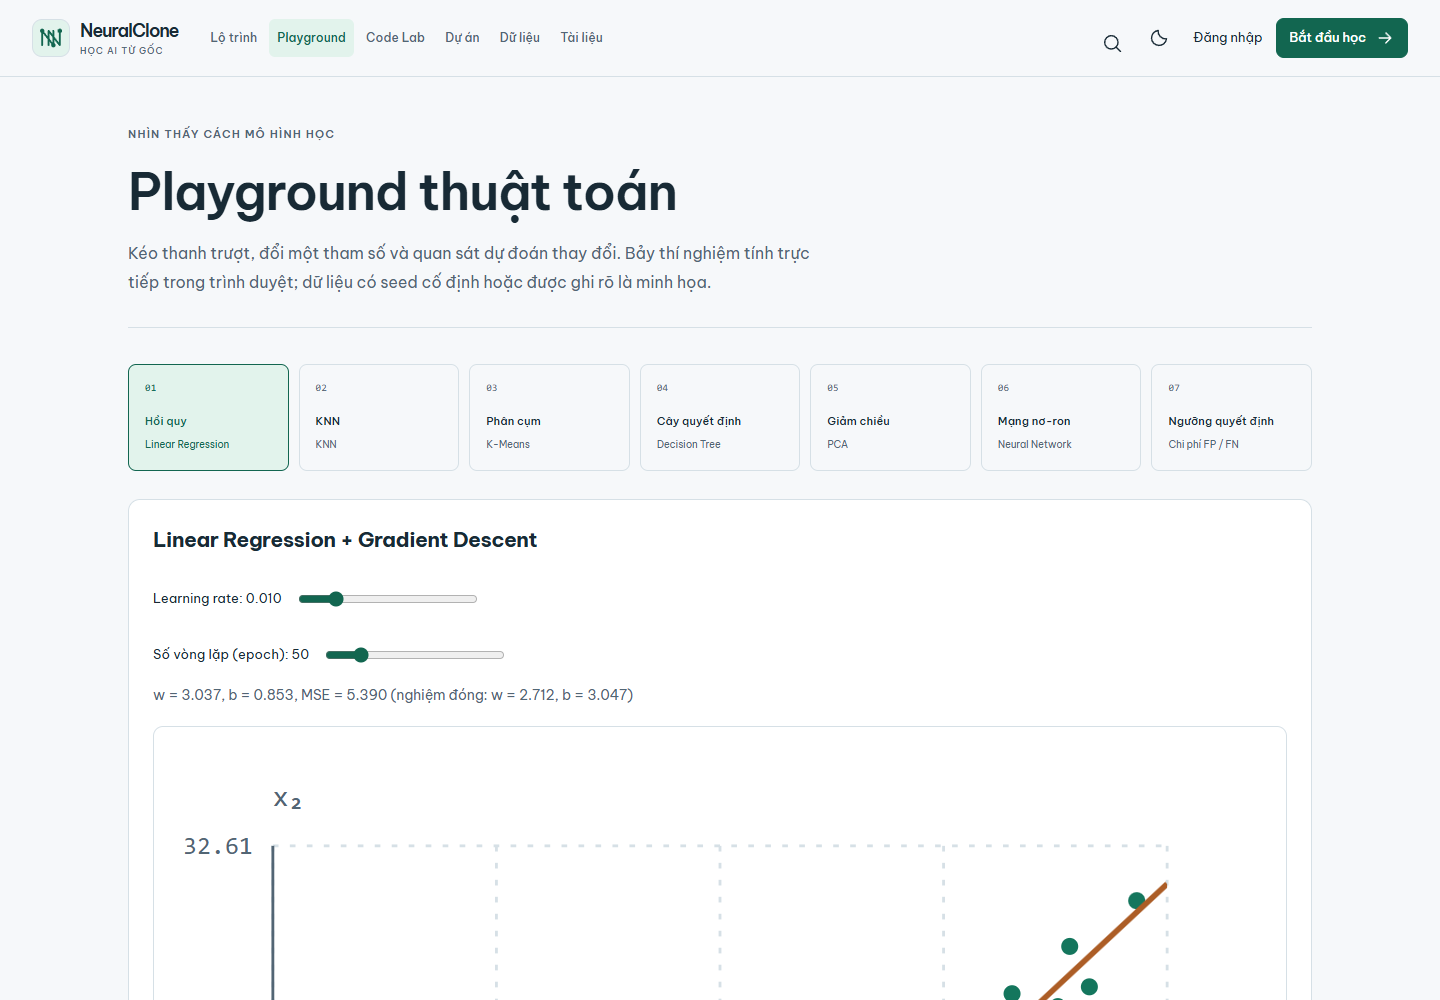 NeuralClone
HỌC AI TỪ GỐC
Lộ trình
Playground
Code Lab
Dự án
Dữ liệu
Tài liệu
Đăng nhập
Bắt đầu học
NHÌN THẤY CÁCH MÔ HÌNH HỌC
Playground thuật toán
Kéo thanh trượt, đổi một tham số và quan sát dự đoán thay đổi. Bảy thí nghiệm tính trực
tiếp trong trình duyệt; dữ liệu có seed cố định hoặc được ghi rõ là minh họa.
01
Hồi quy
Linear Regression
02
KNN
KNN
03
Phân cụm
K-Means
04
Cây quyết định
Decision Tree
05
Giảm chiều
PCA
06
Mạng nơ-ron
Neural Network
07
Ngưỡng quyết định
Chi phí FP / FN
Linear Regression + Gradient Descent
Learning rate: 0.010
Số vòng lặp (epoch): 50
w = 3.037, b = 0.853, MSE = 5.390 (nghiệm đóng: w = 2.712, b = 3.047)
x₂
32.61